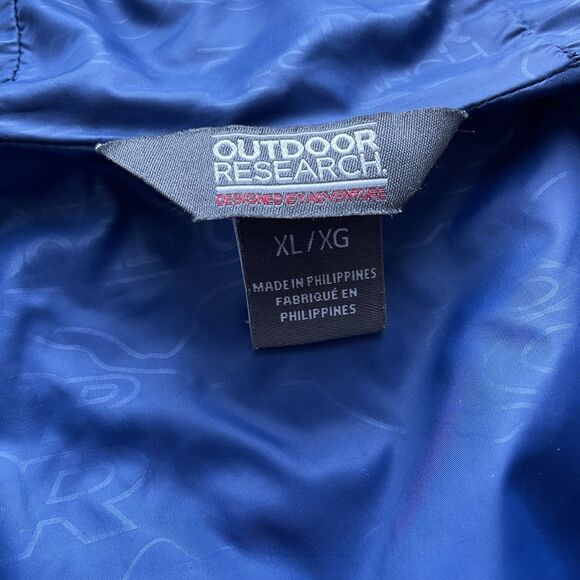 OUTDOOR
RESEARCH.
DESIGNED BY ADVENTURE
XL/XG
MADE IN PHILIPPINES
FABRIQUÉ EN
PHILIPPINES